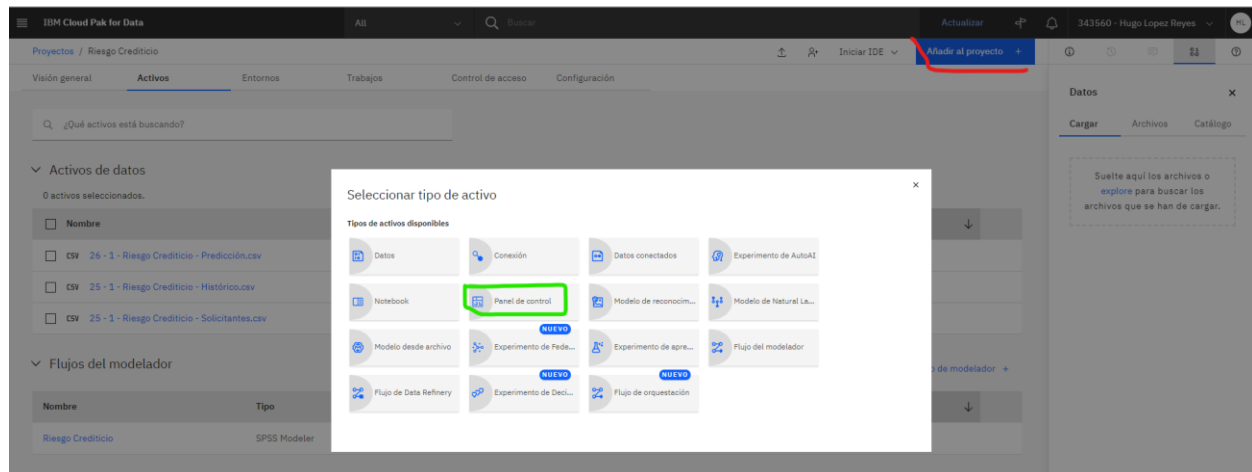 IBM Cloud Pak for Data
All
Buscar
Actualizar
343560 - Hugo Lopez Reyes
HL
Proyectos / Riesgo Crediticio
Iniciar IDE
Añadir al proyecto +
Visión general
Activos
Entornos
Trabajos
Control de acceso
Configuración
Datos
Cargar
Archivos
Catálogo
Suelte aquí los archivos o
explore para buscar los
archivos que se han de cargar.
¿Qué activos está buscando?
Activos de datos
0 activos seleccionados.
Nombre
CSV 26 - 1 - Riesgo Crediticio - Predicción.csv
CSV 25 - 1 - Riesgo Crediticio - Histórico.csv
CSV 25 - 1 - Riesgo Crediticio - Solicitantes.csv
Flujos del modelador
o de modelador +
Nombre
Tipo
Riesgo Crediticio
SPSS Modeler
Seleccionar tipo de activo
Tipos de activos disponibles
Datos
Conexión
Datos conectados
Experimento de AutoAI
Notebook
Panel de control
Modelo de reconocim...
Modelo de Natural La...
NUEVO
Modelo desde archivo
Experimento de Fede...
Experimento de apre...
Flujo del modelador
NUEVO
NUEVO
Flujo de Data Refinery
Experimento de Deci...
Flujo de orquestación